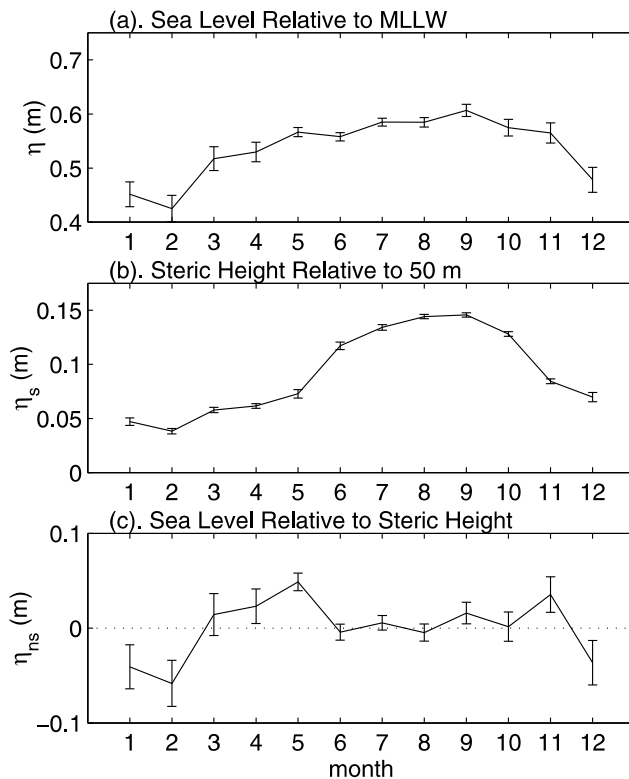 (a). Sea Level Relative to MLLW
η (m)
0.7
0.6
0.5
0.4
1 2 3 4 5 6 7 8 9 10 11 12
(b). Steric Height Relative to 50 m
ηs (m)
0.15
0.1
0.05
0
1 2 3 4 5 6 7 8 9 10 11 12
(c). Sea Level Relative to Steric Height
ηns (m)
0.1
0
−0.1
1 2 3 4 5 6 7 8 9 10 11 12
month